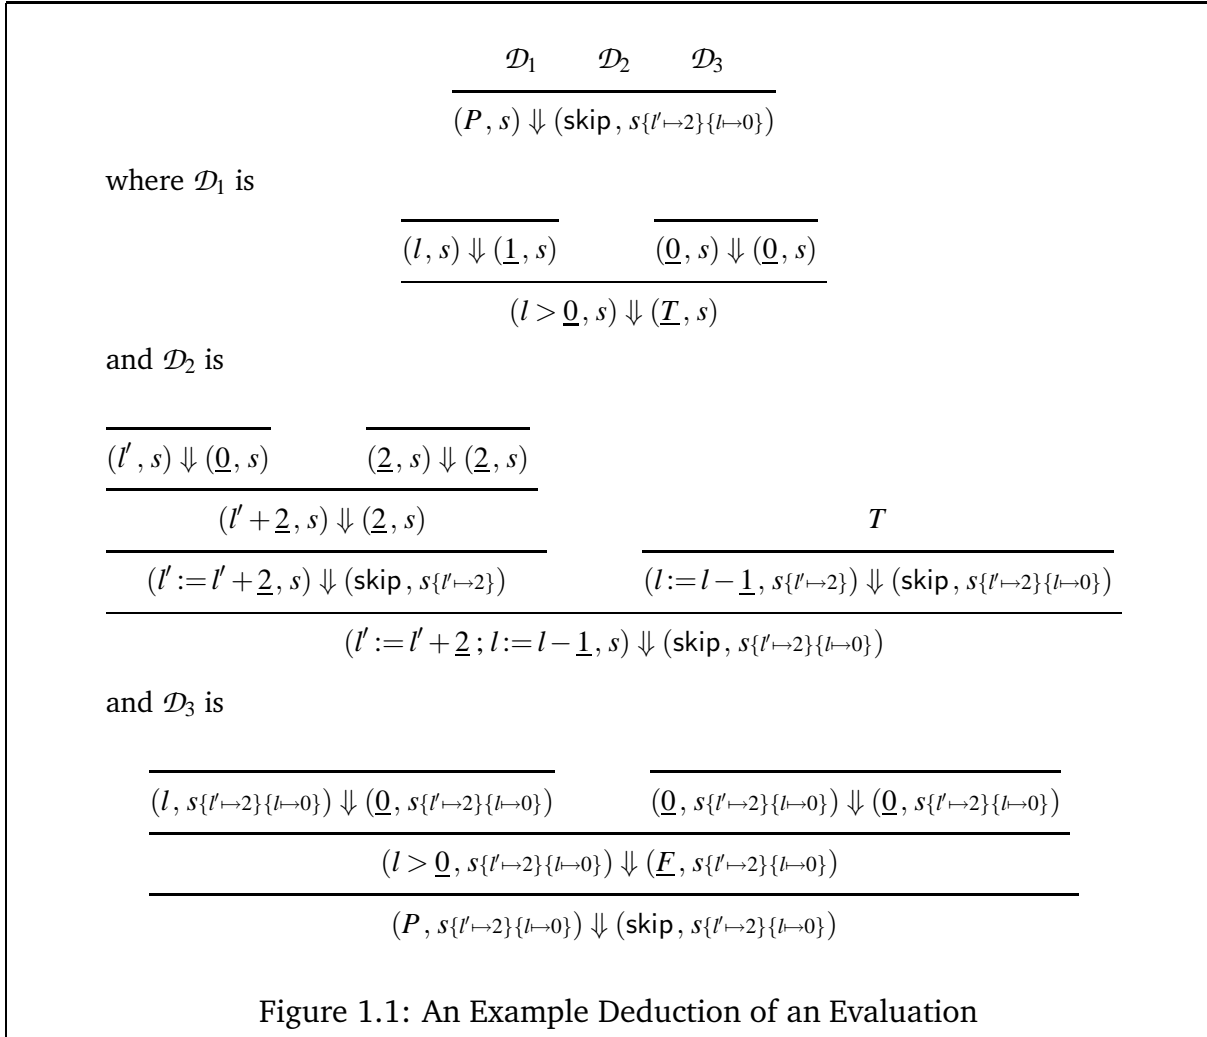 𝒟₁ 𝒟₂ 𝒟₃
(P, s) ⇓ (skip, s{l′↦2}{l↦0})
where 𝒟₁ is
(l, s) ⇓ (1̲, s) (0̲, s) ⇓ (0̲, s)
(l > 0̲, s) ⇓ (T̲, s)
and 𝒟₂ is
(l′, s) ⇓ (0̲, s) (2̲, s) ⇓ (2̲, s)
(l′ + 2̲, s) ⇓ (2̲, s) T
(l′ := l′ + 2̲, s) ⇓ (skip, s{l′↦2}) (l := l − 1̲, s{l′↦2}) ⇓ (skip, s{l′↦2}{l↦0})
(l′ := l′ + 2̲ ; l := l − 1̲, s) ⇓ (skip, s{l′↦2}{l↦0})
and 𝒟₃ is
(l, s{l′↦2}{l↦0}) ⇓ (0̲, s{l′↦2}{l↦0}) (0̲, s{l′↦2}{l↦0}) ⇓ (0̲, s{l′↦2}{l↦0})
(l > 0̲, s{l′↦2}{l↦0}) ⇓ (F̲, s{l′↦2}{l↦0})
(P, s{l′↦2}{l↦0}) ⇓ (skip, s{l′↦2}{l↦0})
Figure 1.1: An Example Deduction of an Evaluation